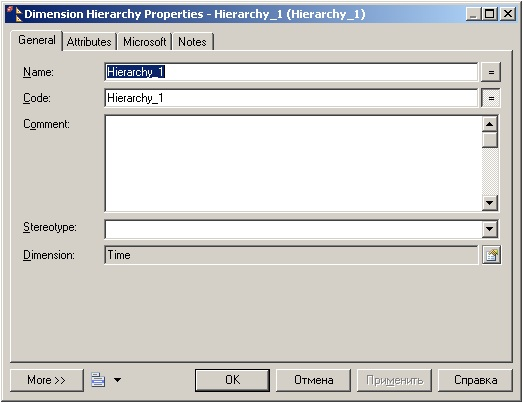 Dimension Hierarchy Properties - Hierarchy_1 (Hierarchy_1)
General Attributes Microsoft Notes
Name: Hierarchy_1 =
Code: Hierarchy_1 =
Comment:
Stereotype:
Dimension: Time
More >> OK Отмена Применить Справка